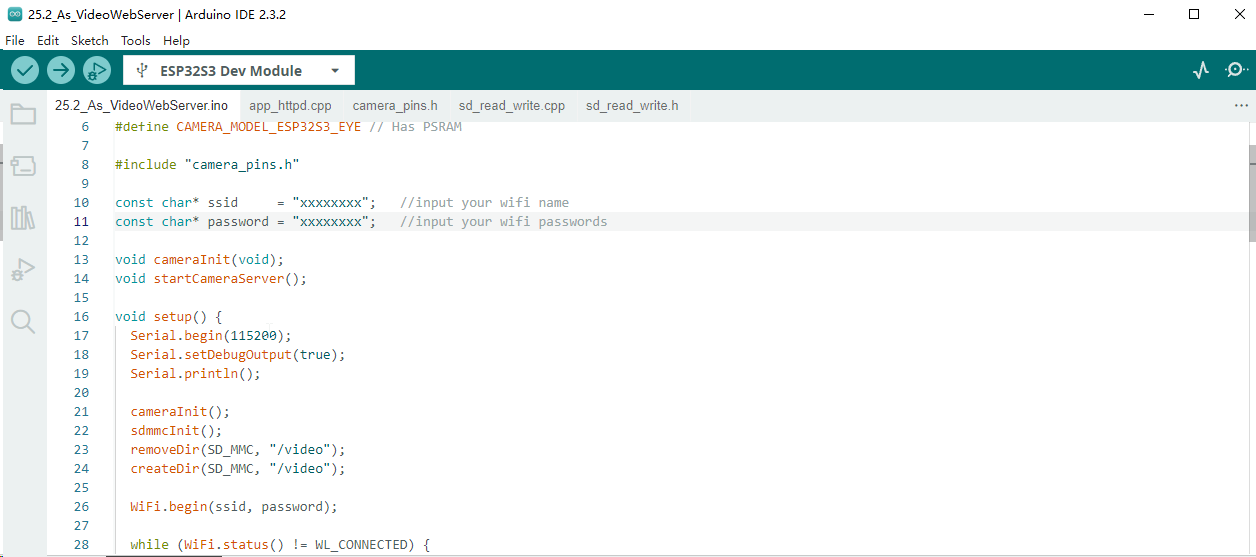 25.2_As_VideoWebServer | Arduino IDE 2.3.2
File Edit Sketch Tools Help
ESP32S3 Dev Module
25.2_As_VideoWebServer.ino app_httpd.cpp camera_pins.h sd_read_write.cpp sd_read_write.h ...
6 #define CAMERA_MODEL_ESP32S3_EYE // Has PSRAM
7
8 #include "camera_pins.h"
9
10 const char* ssid     = "xxxxxxxx";   //input your wifi name
11 const char* password = "xxxxxxxx";   //input your wifi passwords
12
13 void cameraInit(void);
14 void startCameraServer();
15
16 void setup() {
17   Serial.begin(115200);
18   Serial.setDebugOutput(true);
19   Serial.println();
20
21   cameraInit();
22   sdmmcInit();
23   removeDir(SD_MMC, "/video");
24   createDir(SD_MMC, "/video");
25
26   WiFi.begin(ssid, password);
27
28   while (WiFi.status() != WL_CONNECTED) {